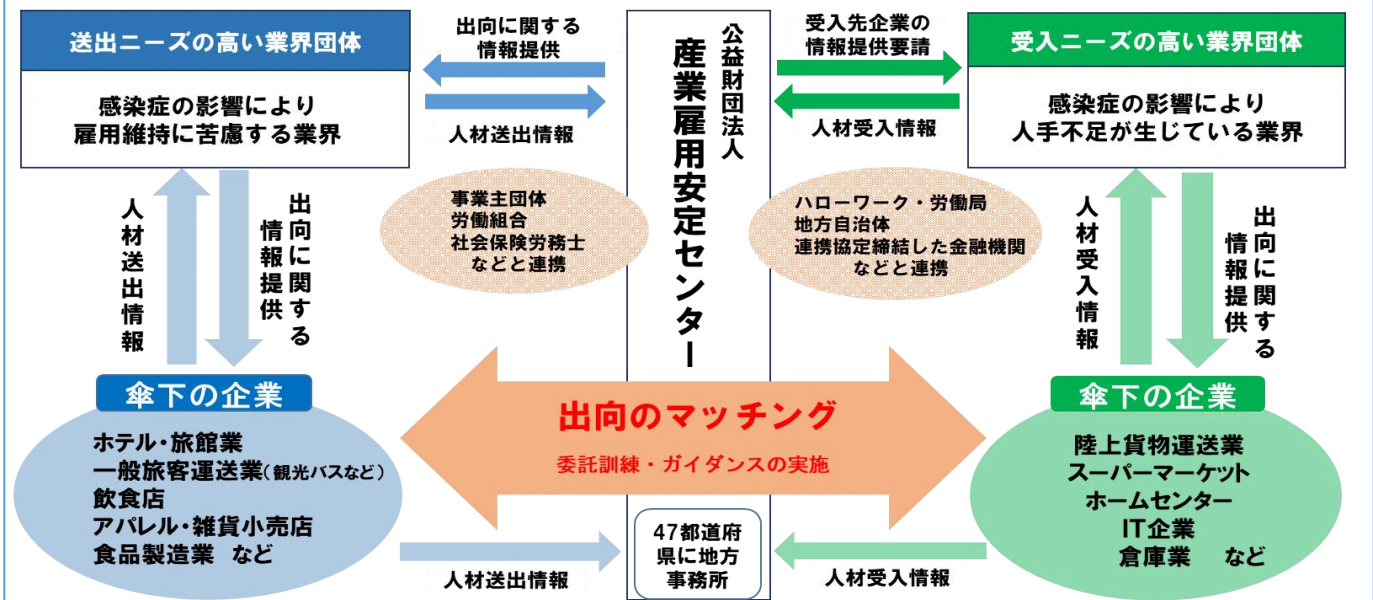 送出ニーズの高い業界団体
感染症の影響により
雇用維持に苦慮する業界
出向に関する
情報提供
人材送出情報
公益財団法人
産業雇用安定センター
受入先企業の
情報提供要請
人材受入情報
受入ニーズの高い業界団体
感染症の影響により
人手不足が生じている業界
事業主団体
労働組合
社会保険労務士
などと連携
ハローワーク・労働局
地方自治体
連携協定締結した金融機関
などと連携
人材送出情報
出向に関する
情報提供
人材受入情報
出向に関する
情報提供
傘下の企業
ホテル・旅館業
一般旅客運送業(観光バスなど)
飲食店
アパレル・雑貨小売店
食品製造業 など
出向のマッチング
委託訓練・ガイダンスの実施
傘下の企業
陸上貨物運送業
スーパーマーケット
ホームセンター
IT企業
倉庫業 など
人材送出情報
47都道府
県に地方
事務所
人材受入情報